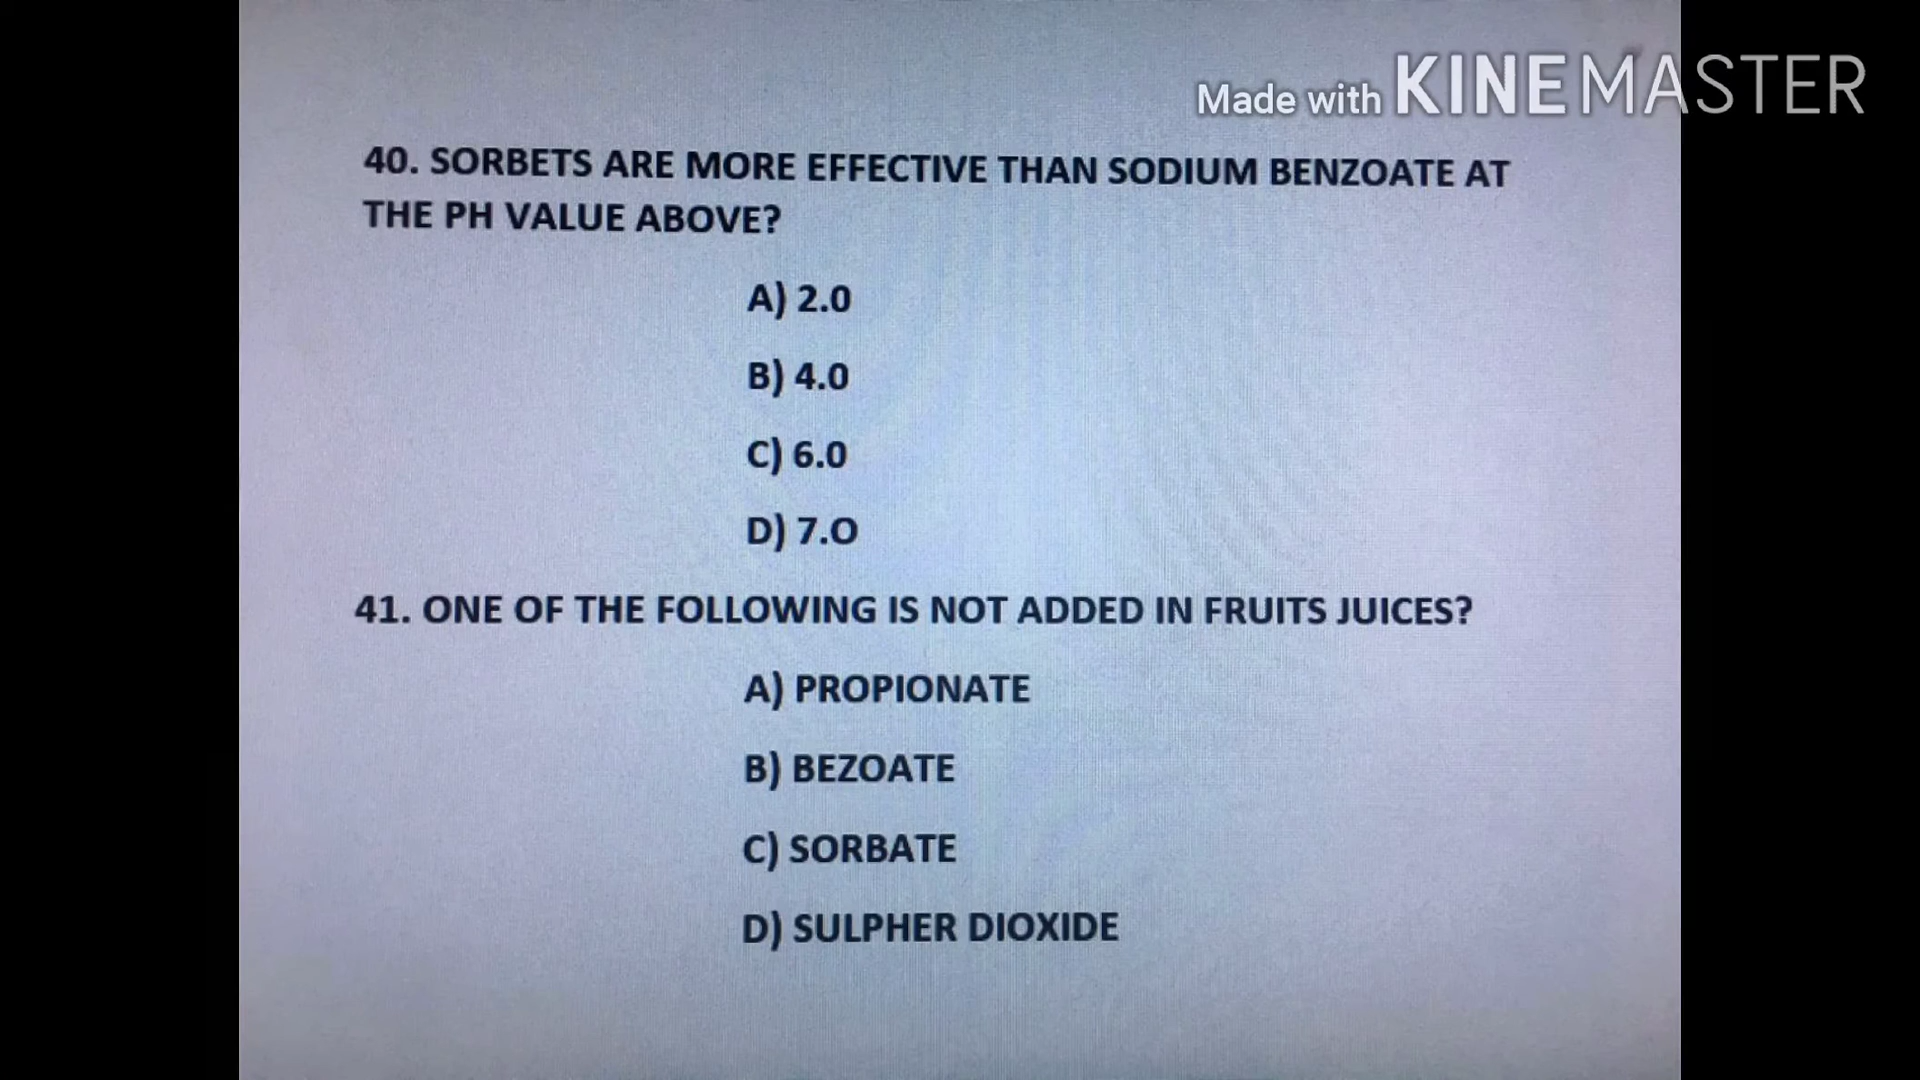 Made with KINEMASTER
40. SORBETS ARE MORE EFFECTIVE THAN SODIUM BENZOATE AT
THE PH VALUE ABOVE?
A) 2.0
B) 4.0
C) 6.0
D) 7.O
41. ONE OF THE FOLLOWING IS NOT ADDED IN FRUITS JUICES?
A) PROPIONATE
B) BEZOATE
C) SORBATE
D) SULPHER DIOXIDE